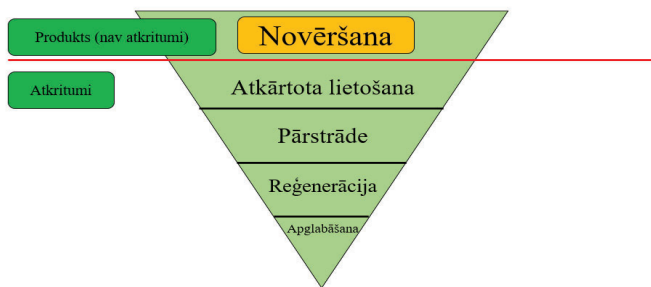 Produkts (nav atkritumi)
Novēršana
Atkritumi
Atkārtota lietošana
Pārstrāde
Reģenerācija
Apglabāšana